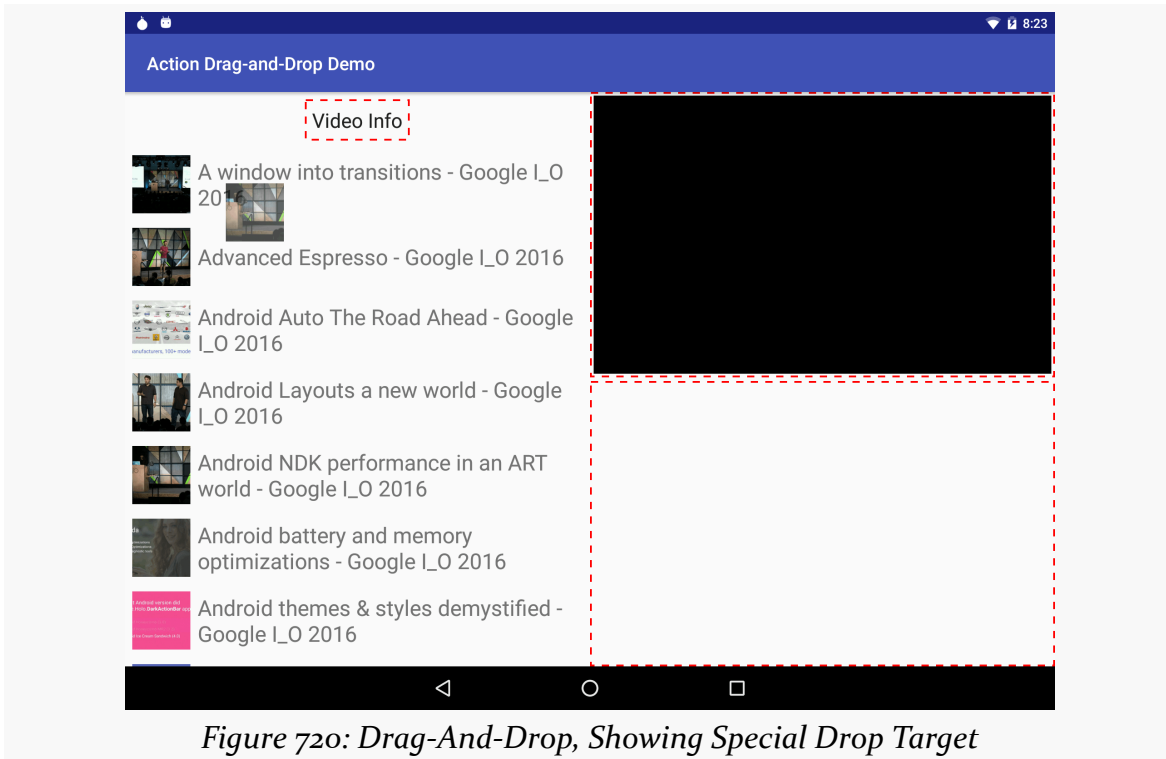 8:23
Action Drag-and-Drop Demo
Video Info
A window into transitions - Google I_O
2016
Advanced Espresso - Google I_O 2016
Android Auto The Road Ahead - Google
I_O 2016
anufacturers, 100+ mode
Android Layouts a new world - Google
I_O 2016
Android NDK performance in an ART
world - Google I_O 2016
Android battery and memory
optimizations - Google I_O 2016
Android themes & styles demystified -
Google I_O 2016
Figure 720: Drag-And-Drop, Showing Special Drop Target